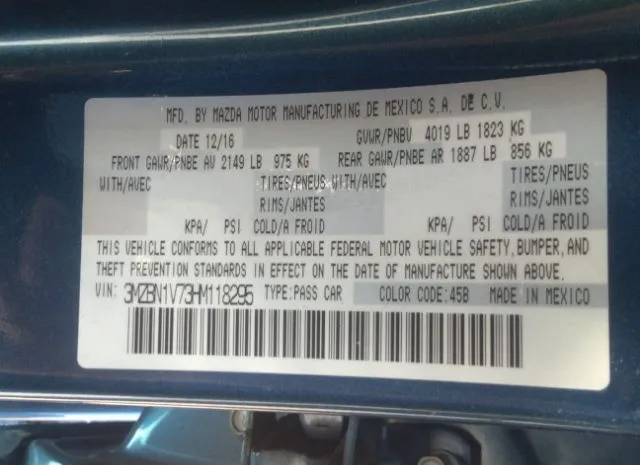 MFD. BY MAZDA MOTOR MANUFACTURING DE MEXICO S.A. DE C.V.
DATE 12/16 GVWR/PNBV 4019 LB 1823 KG
FRONT GAWR/PNBE AV 2149 LB 975 KG REAR GAWR/PNBE AR 1887 LB 856 KG
WITH/AVEC TIRES/PNEUS WITH/AVEC TIRES/PNEUS
RIMS/JANTES RIMS/JANTES
KPA/ PSI COLD/A FROID KPA/ PSI COLD/A FROID
THIS VEHICLE CONFORMS TO ALL APPLICABLE FEDERAL MOTOR VEHICLE SAFETY, BUMPER, AND
THEFT PREVENTION STANDARDS IN EFFECT ON THE DATE OF MANUFACTURE SHOWN ABOVE.
VIN: 3MZBN1V73HM118295 TYPE: PASS CAR COLOR CODE: 45B MADE IN MEXICO